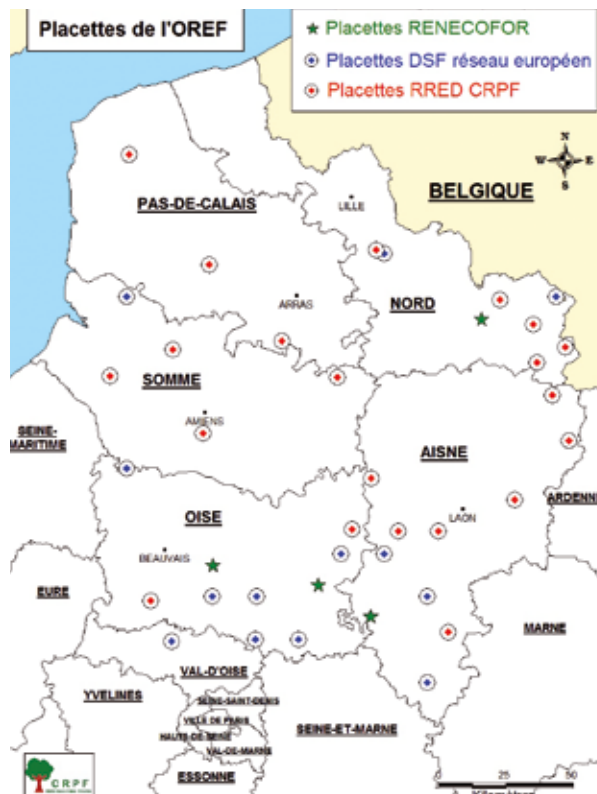 Placettes de l'OREF
Placettes RENECOFOR
Placettes DSF réseau européen
Placettes RRED CRPF
N
W E
S
BELGIQUE
LILLE
PAS-DE-CALAIS
ARRAS
NORD
SOMME
AMIENS
SEINE-
MARITIME
AISNE
LAON
ARDENNE
OISE
BEAUVAIS
EURE
MARNE
VAL-D'OISE
YVELINES
SEINE-SAINT-DENIS
VILLE DE PARIS
HAUTS-DE-SEINE
VAL-DE-MARNE
SEINE-ET-MARNE
ESSONNE
CRPF
0 25 50